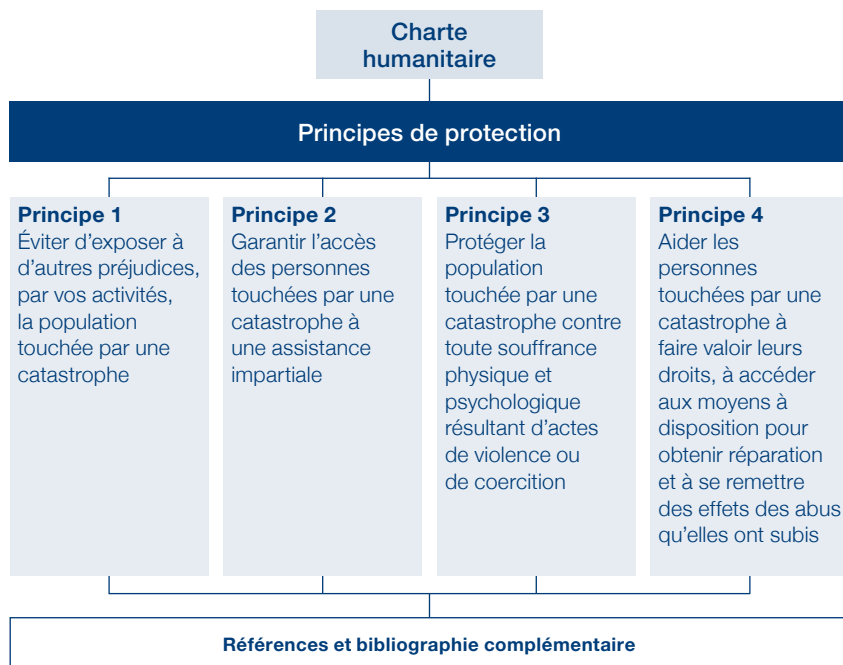 Charte
humanitaire
Principes de protection
Principe 1
Éviter d'exposer à
d'autres préjudices,
par vos activités,
la population
touchée par une
catastrophe
Principe 2
Garantir l'accès
des personnes
touchées par une
catastrophe à
une assistance
impartiale
Principe 3
Protéger la
population
touchée par une
catastrophe contre
toute souffrance
physique et
psychologique
résultant d'actes
de violence ou
de coercition
Principe 4
Aider les
personnes
touchées par une
catastrophe à
faire valoir leurs
droits, à accéder
aux moyens à
disposition pour
obtenir réparation
et à se remettre
des effets des abus
qu'elles ont subis
Références et bibliographie complémentaire